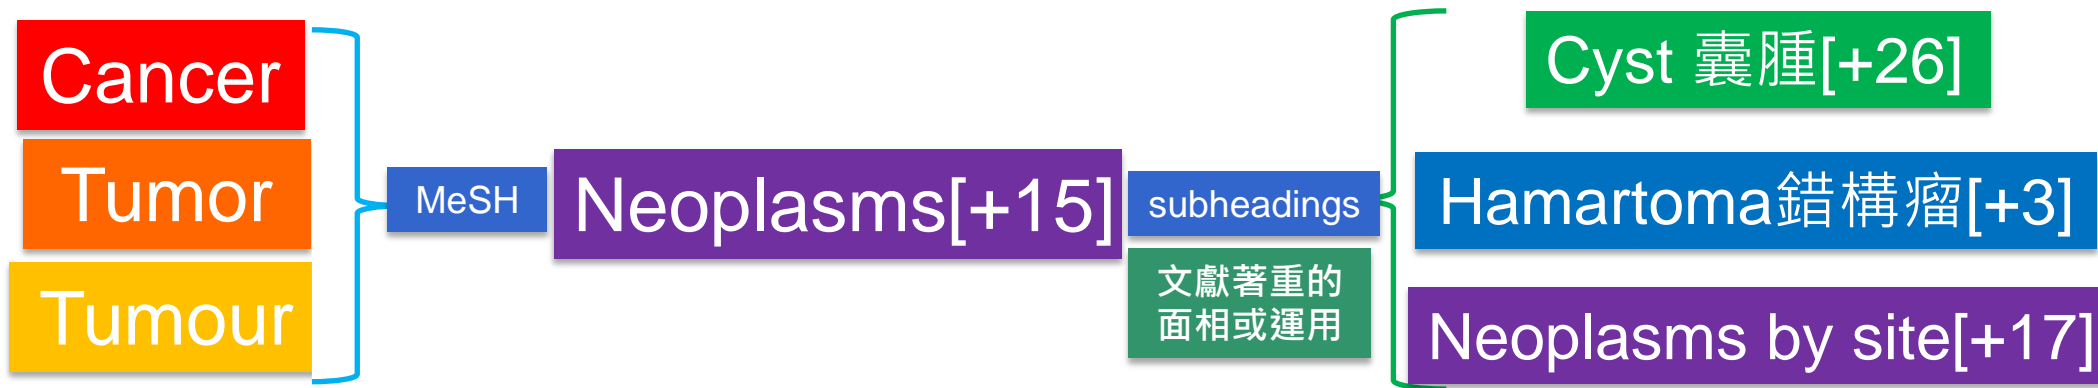 Cancer
Tumor
Tumour
MeSH
Neoplasms[+15]
subheadings
文獻著重的
面相或運用
Cyst 囊腫[+26]
Hamartoma錯構瘤[+3]
Neoplasms by site[+17]